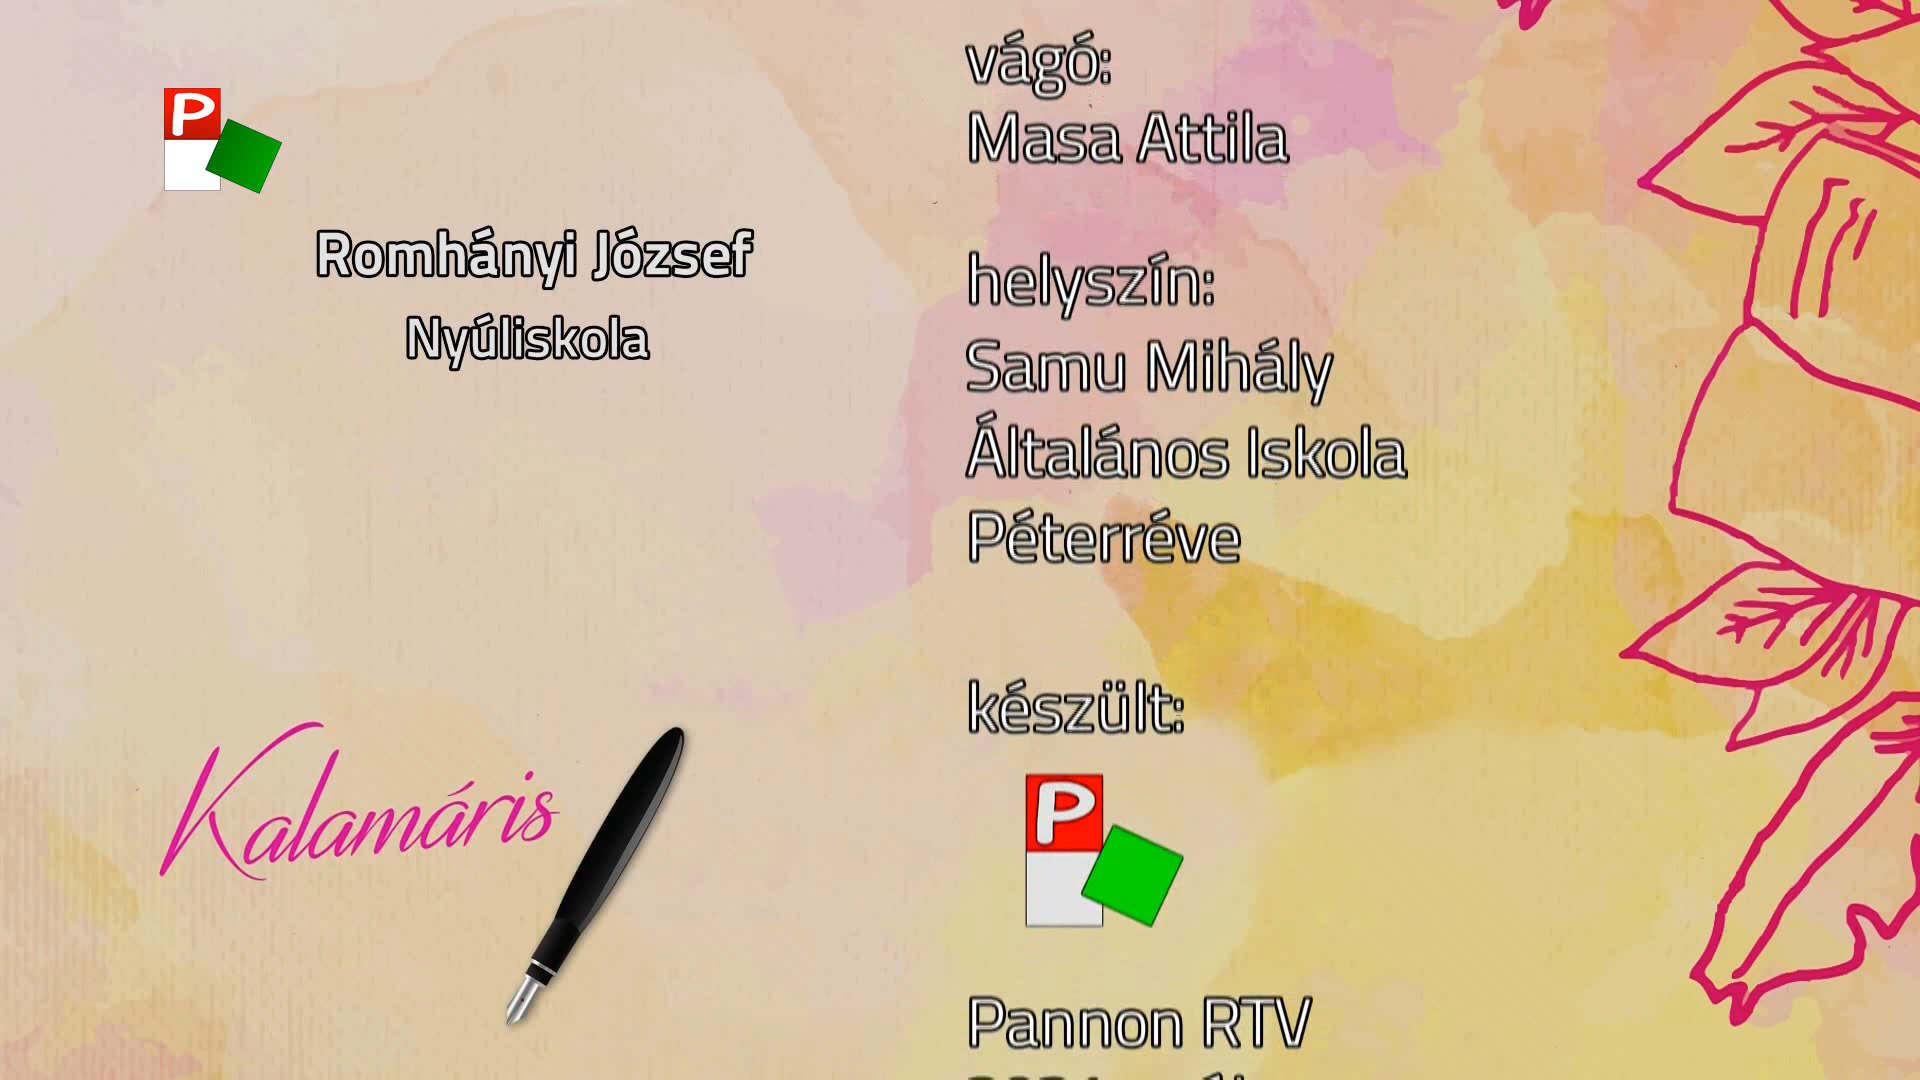 P
Romhányi József
Nyúliskola
Kalamáris
vágó:
Masa Attila
helyszín:
Samu Mihály
Általános Iskola
Péterréve
készült:
P
Pannon RTV